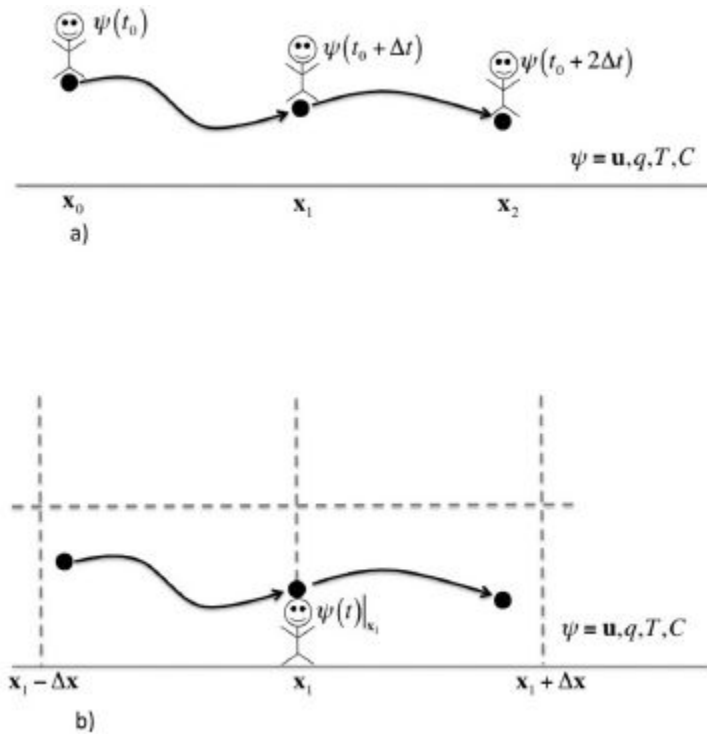 ψ(t₀)
ψ(t₀ + Δt)
ψ(t₀ + 2Δt)
ψ = u,q,T,C
x₀ x₁ x₂
a)
ψ(t)|ₓ₁
ψ = u,q,T,C
x₁ − Δx x₁ x₁ + Δx
b)